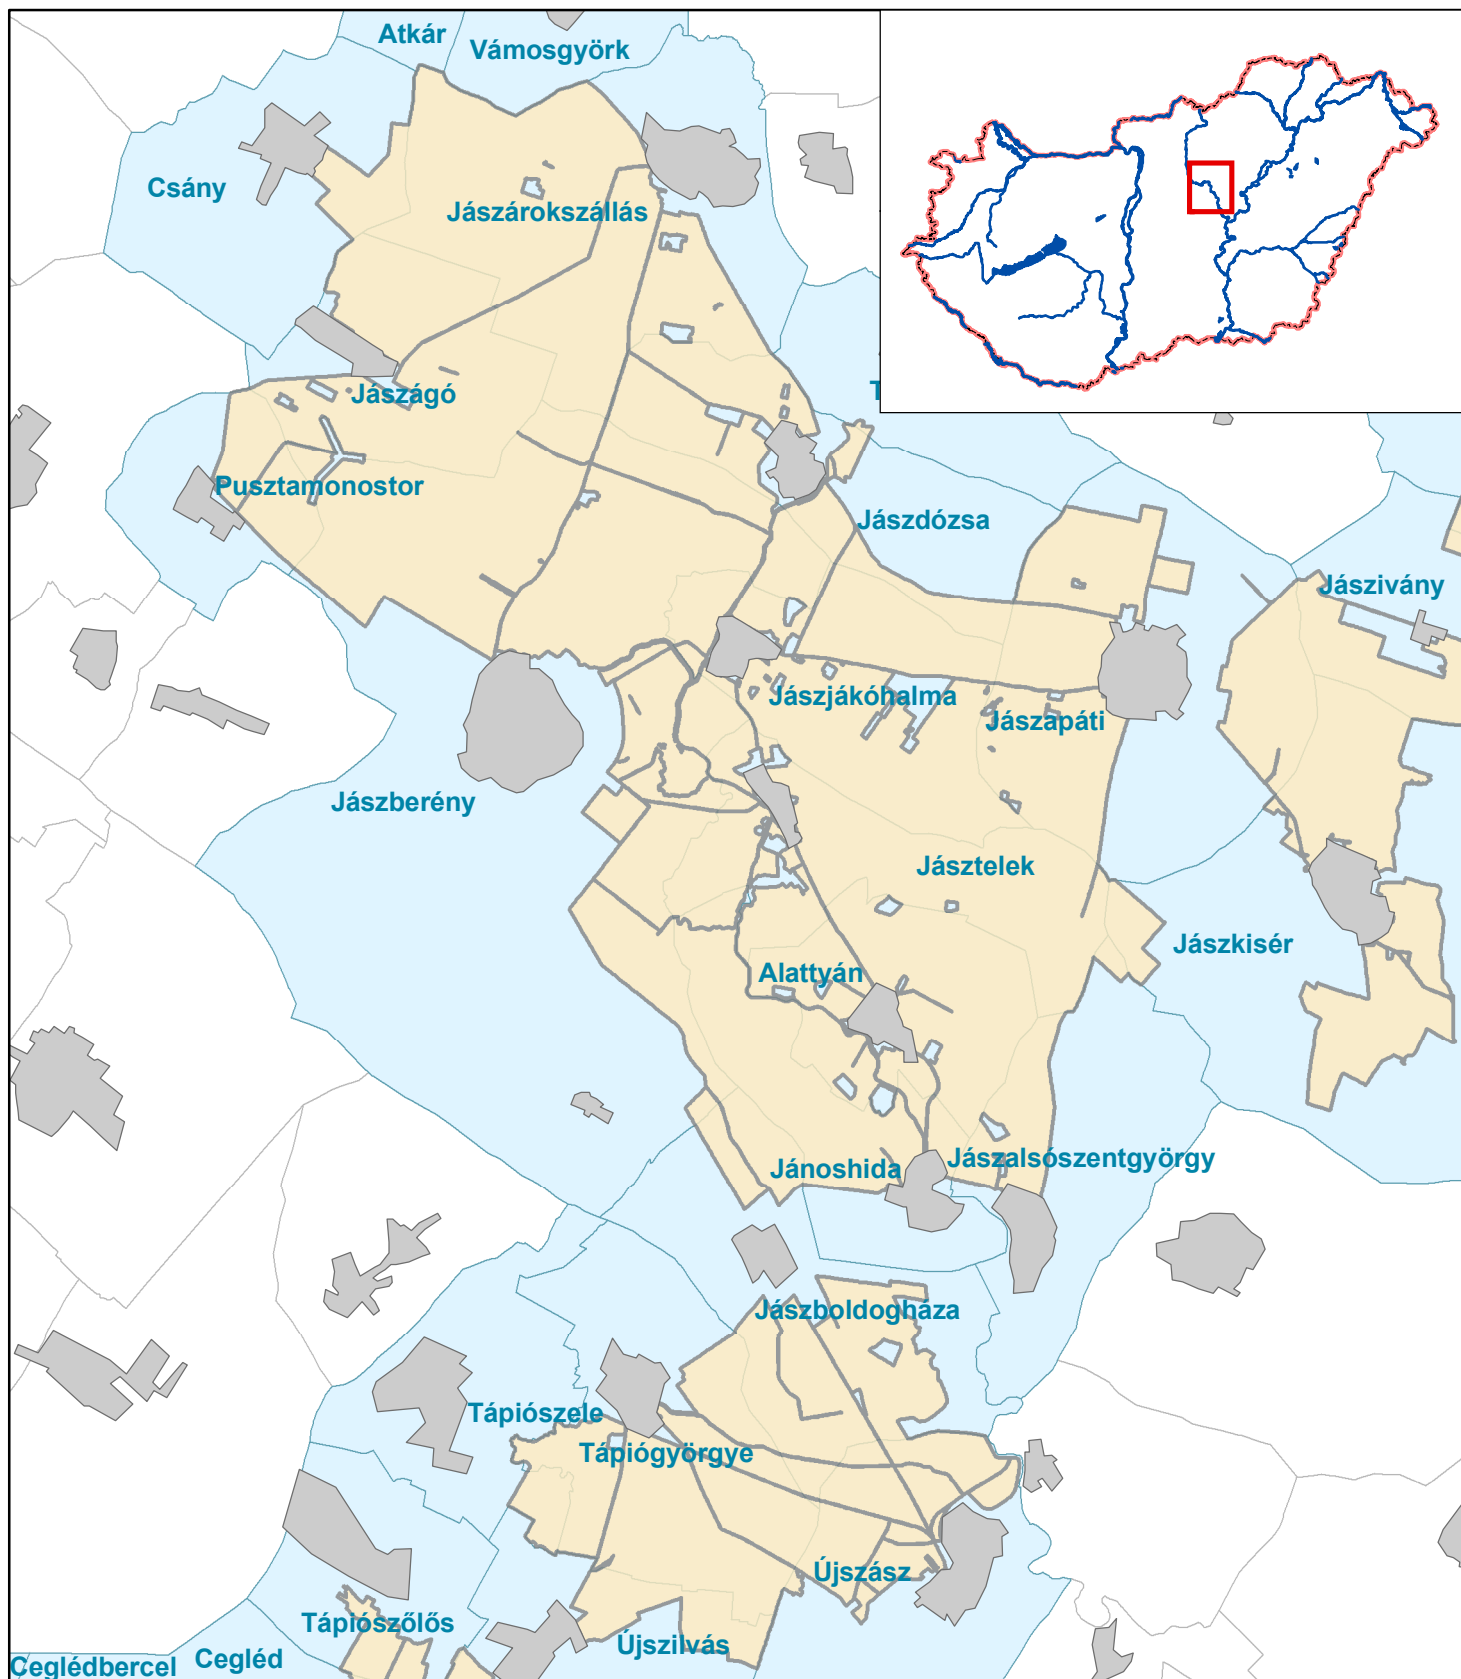 Atkár
Vámosgyörk
Csány
Jászárokszállás
Jászágó
Pusztamonostor
Jászdózsa
Jászivány
Jászjákóhalma
Jászapáti
Jászberény
Jásztelek
Jászkisér
Alattyán
Jánoshida
Jászalsószentgyörgy
Jászboldogháza
Tápiószele
Tápiógyörgye
Újszász
Tápiószőlős
Újszilvás
Cegléd
Ceglédbercel